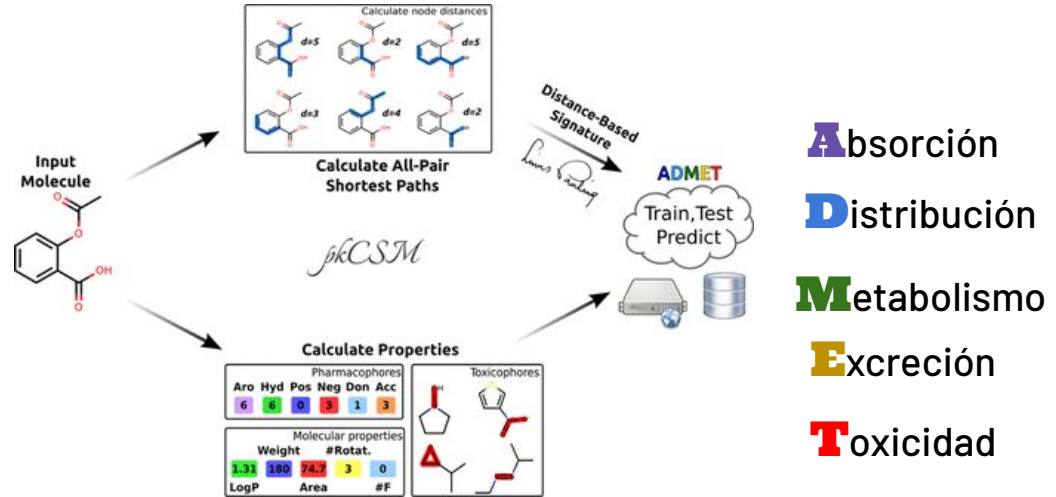 Calculate node distances
d=5
d=2
d=5
d=3
d=4
d=2
Calculate All-Pair
Shortest Paths
Input
Molecule
O
O
OH
O
Distance-Based
Signature
Linus Pauling
pkCSM
ADMET
Train,Test
Predict
Calculate Properties
Pharmacophores
Aro Hyd Pos Neg Don Acc
6 6 0 3 1 3
Molecular properties
Weight #Rotat.
1.31 180 74.7 3 0
LogP Area #F
Toxicophores
Absorción
Distribución
Metabolismo
Excreción
Toxicidad